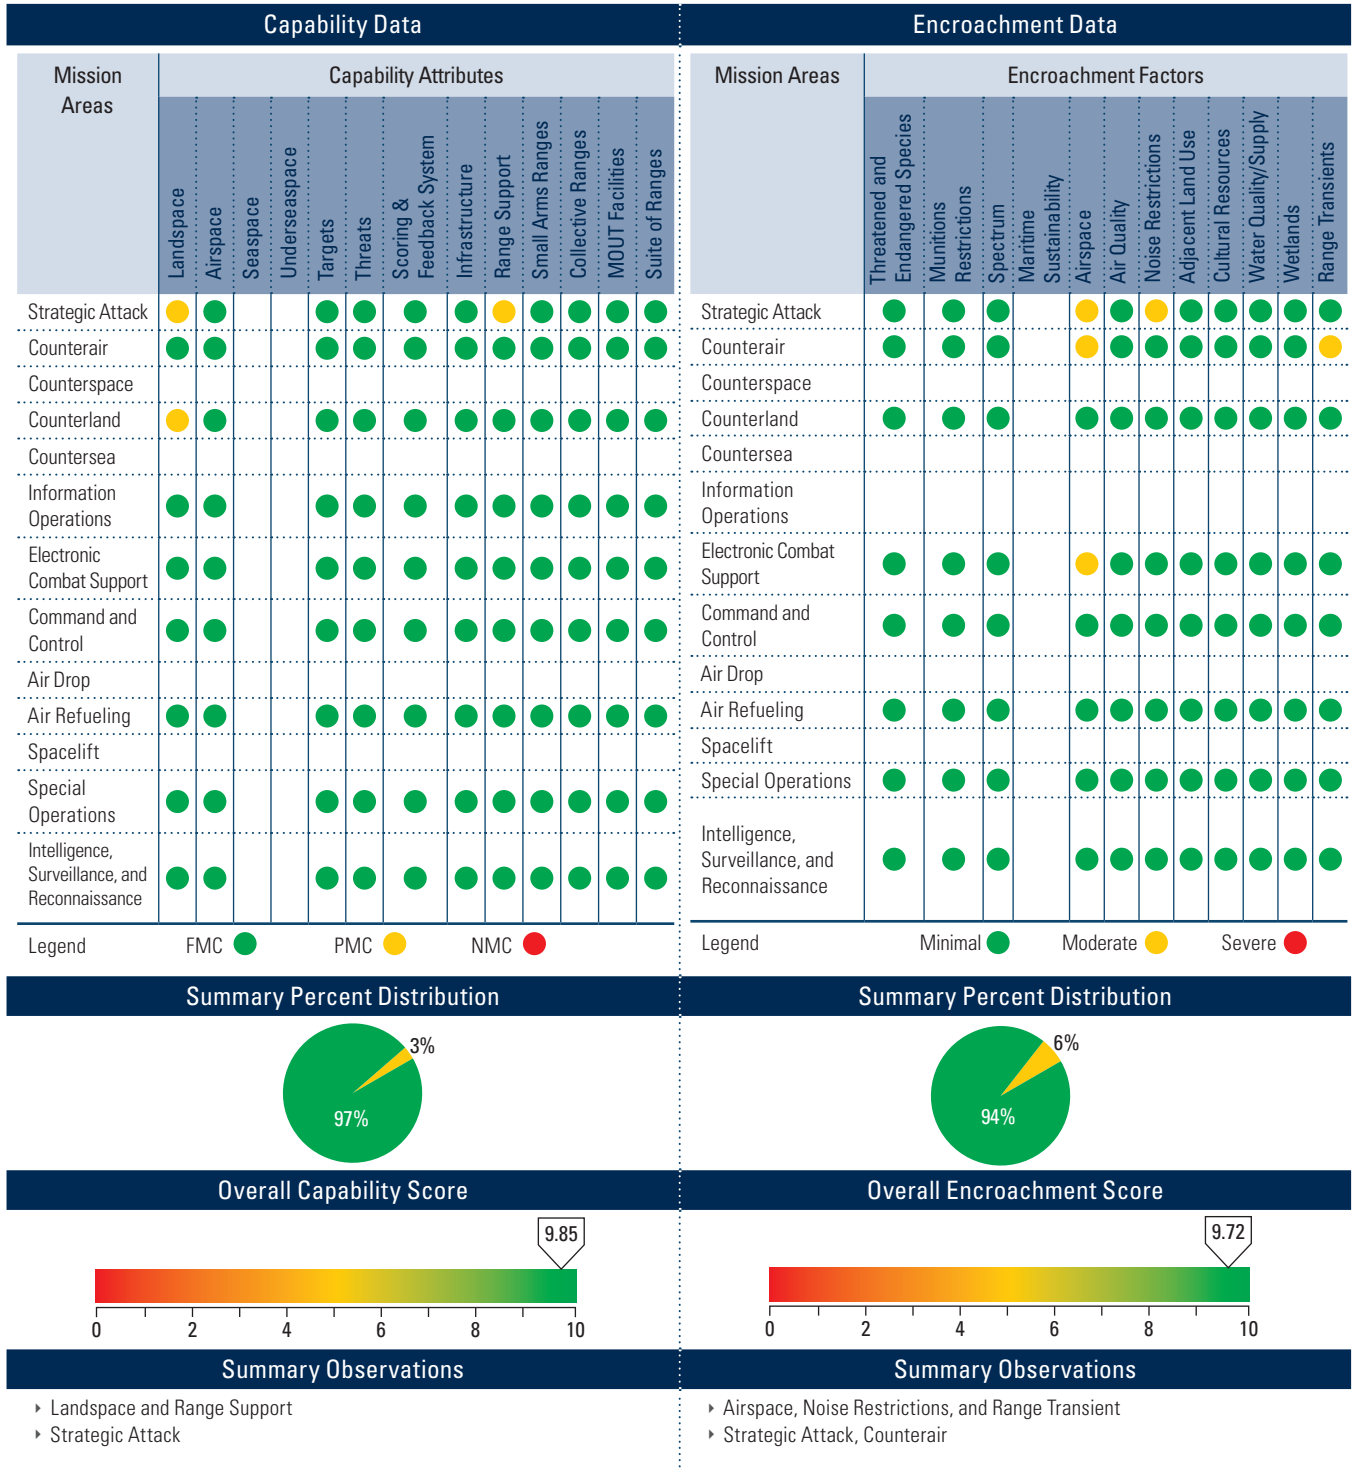 Capability Data
Mission
Areas
Capability Attributes
Landspace
Airspace
Seaspace
Underseaspace
Targets
Threats
Scoring &
Feedback System
Infrastructure
Range Support
Small Arms Ranges
Collective Ranges
MOUT Facilities
Suite of Ranges
Strategic Attack
Counterair
Counterspace
Counterland
Countersea
Information
Operations
Electronic
Combat Support
Command and
Control
Air Drop
Air Refueling
Spacelift
Special
Operations
Intelligence,
Surveillance, and
Reconnaissance
Legend
FMC
PMC
NMC
Summary Percent Distribution
3%
97%
Overall Capability Score
9.85
0 2 4 6 8 10
Summary Observations
Landspace and Range Support
Strategic Attack
Encroachment Data
Mission Areas
Encroachment Factors
Threatened and
Endangered Species
Munitions
Restrictions
Spectrum
Maritime
Sustainability
Airspace
Air Quality
Noise Restrictions
Adjacent Land Use
Cultural Resources
Water Quality/Supply
Wetlands
Range Transients
Strategic Attack
Counterair
Counterspace
Counterland
Countersea
Information
Operations
Electronic Combat
Support
Command and
Control
Air Drop
Air Refueling
Spacelift
Special Operations
Intelligence,
Surveillance, and
Reconnaissance
Legend
Minimal
Moderate
Severe
Summary Percent Distribution
6%
94%
Overall Encroachment Score
9.72
0 2 4 6 8 10
Summary Observations
Airspace, Noise Restrictions, and Range Transient
Strategic Attack, Counterair